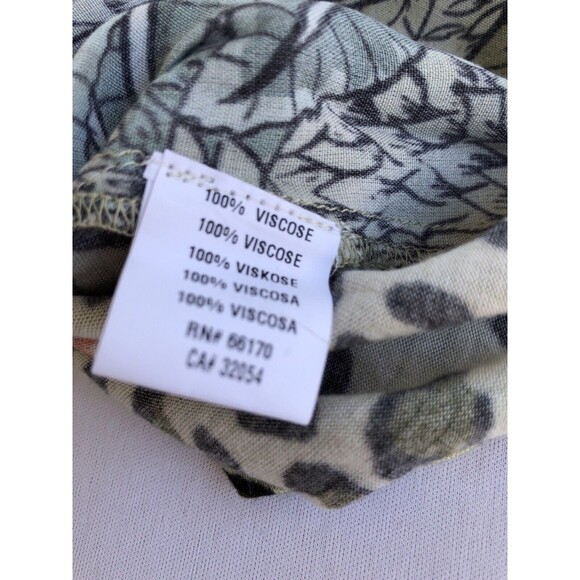 100% VISCOSE
100% VISCOSE
100% VISKOSE
100% VISCOSA
100% VISCOSA
RN# 66170
CA# 32054